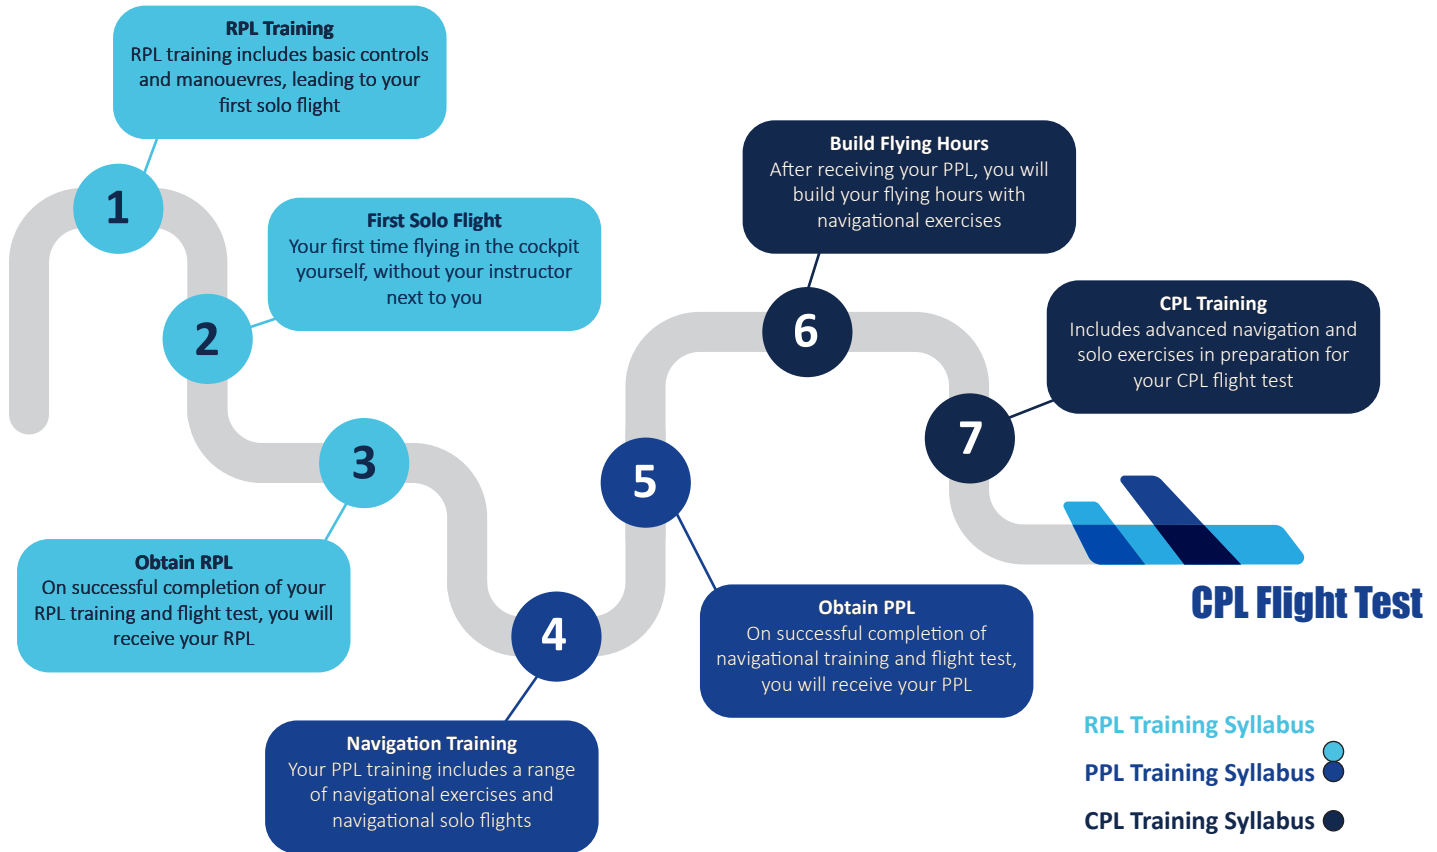 RPL Training
RPL training includes basic controls
and manouevres, leading to your
first solo flight
1
First Solo Flight
Your first time flying in the cockpit
yourself, without your instructor
next to you
2
3
Obtain RPL
On successful completion of your
RPL training and flight test, you will
receive your RPL
4
Navigation Training
Your PPL training includes a range
of navigational exercises and
navigational solo flights
5
Obtain PPL
On successful completion of
navigational training and flight test,
you will receive your PPL
Build Flying Hours
After receiving your PPL, you will
build your flying hours with
navigational exercises
6
CPL Training
Includes advanced navigation and
solo exercises in preparation for
your CPL flight test
7
CPL Flight Test
RPL Training Syllabus
PPL Training Syllabus
CPL Training Syllabus